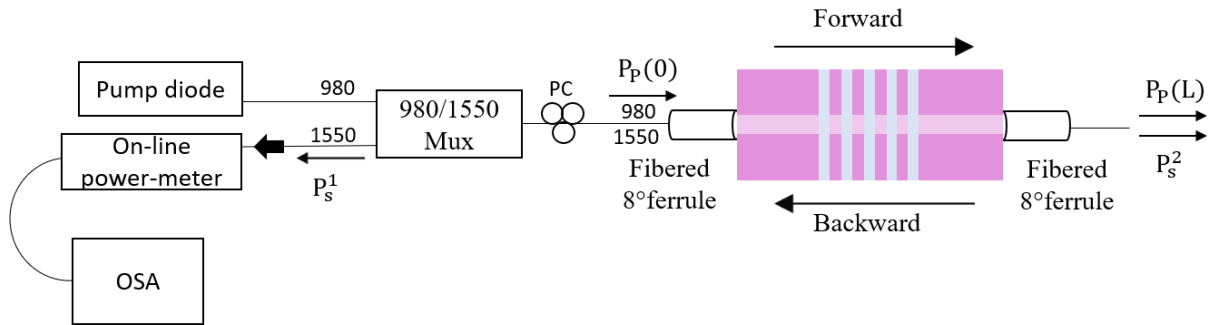 Forward
Pump diode
980
PC
P_P(0)
P_P(L)
980/1550
Mux
980
1550
1550
On-line
power-meter
P_s^1
P_s^2
Fibered
8°ferrule
Fibered
8°ferrule
Backward
OSA